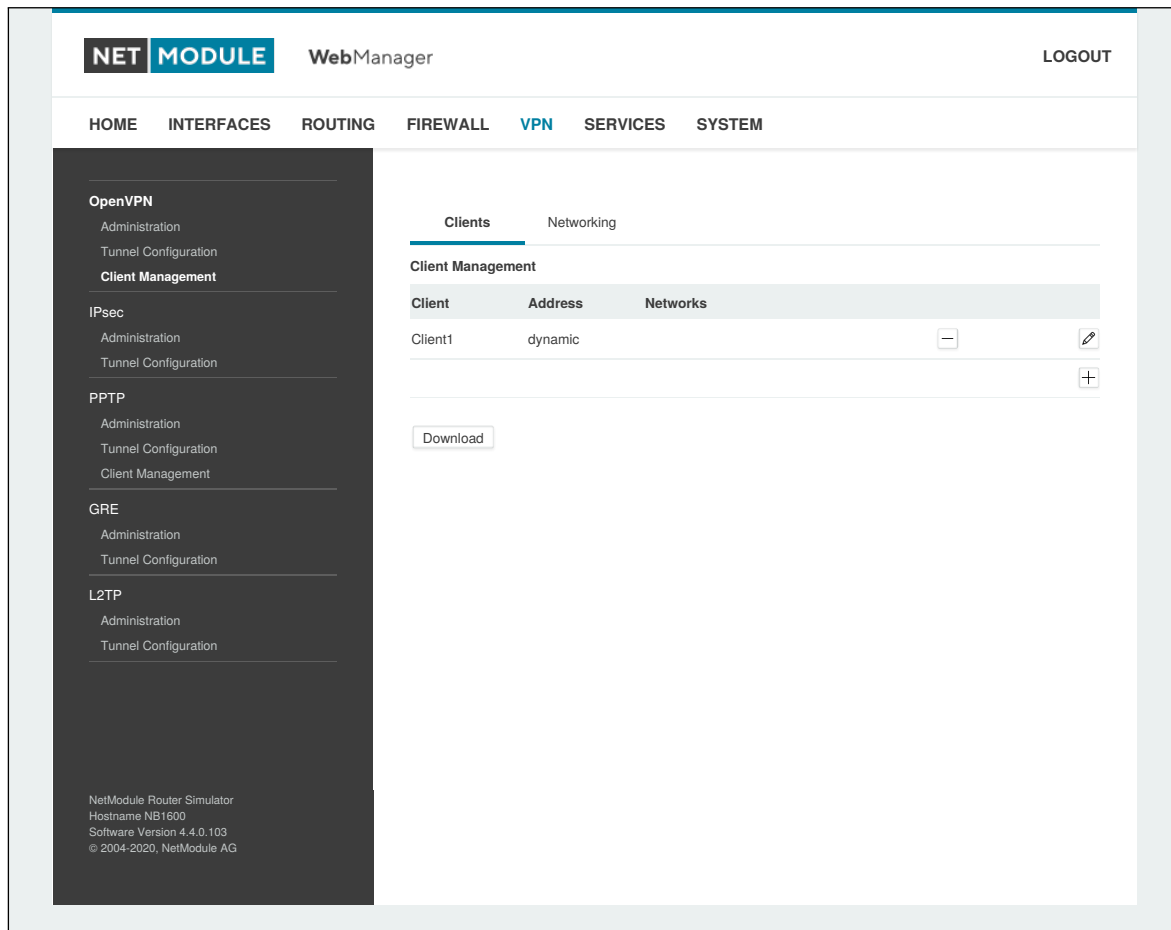 NET MODULE WebManager LOGOUT
HOME INTERFACES ROUTING FIREWALL VPN SERVICES SYSTEM
OpenVPN
Administration
Tunnel Configuration
Client Management
IPsec
Administration
Tunnel Configuration
PPTP
Administration
Tunnel Configuration
Client Management
GRE
Administration
Tunnel Configuration
L2TP
Administration
Tunnel Configuration
NetModule Router Simulator
Hostname NB1600
Software Version 4.4.0.103
© 2004-2020, NetModule AG
Clients Networking
Client Management
Client Address Networks
Client1 dynamic
Download